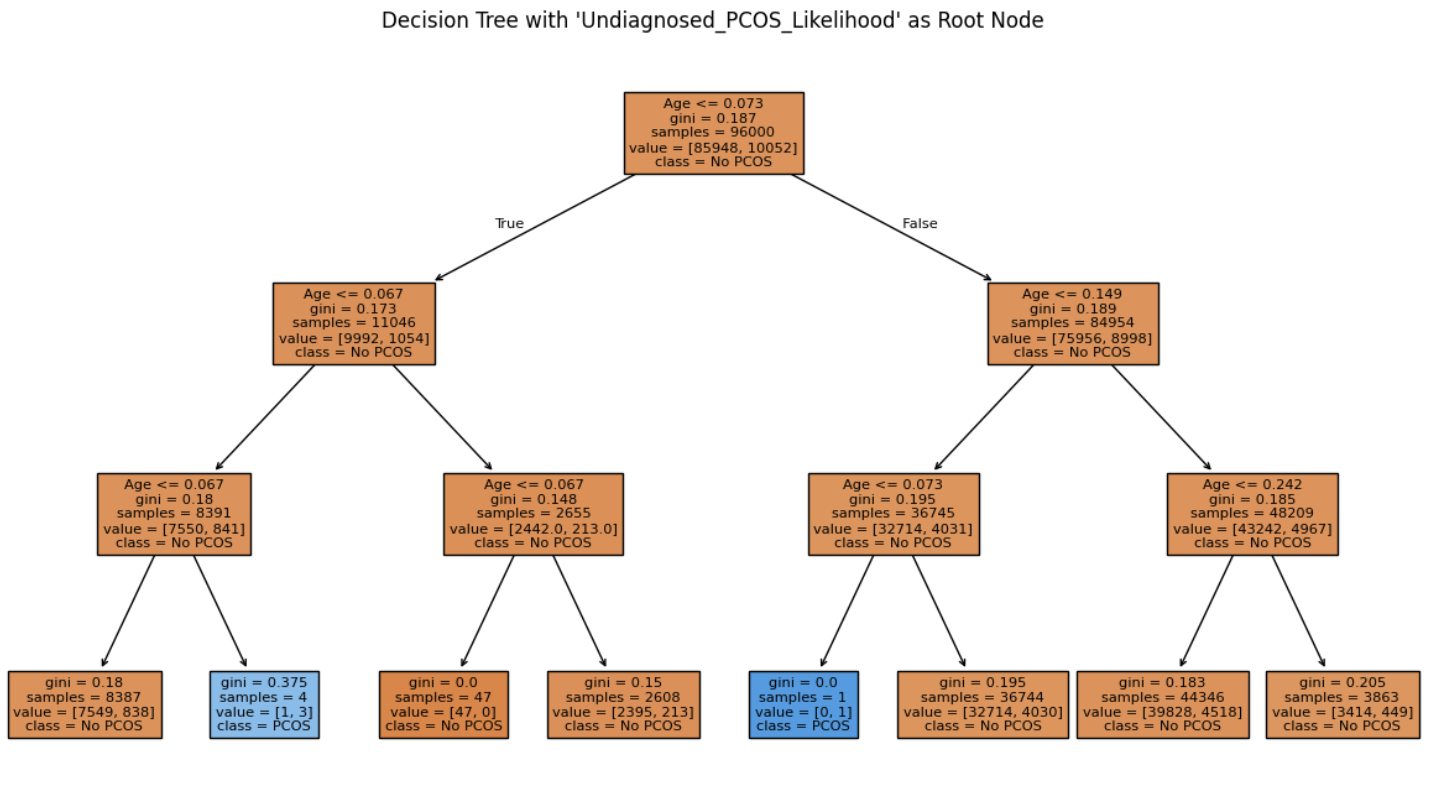 Decision Tree with 'Undiagnosed_PCOS_Likelihood' as Root Node
Age <= 0.073
gini = 0.187
samples = 96000
value = [85948, 10052]
class = No PCOS
True
False
Age <= 0.067
gini = 0.173
samples = 11046
value = [9992, 1054]
class = No PCOS
Age <= 0.149
gini = 0.189
samples = 84954
value = [75956, 8998]
class = No PCOS
Age <= 0.067
gini = 0.18
samples = 8391
value = [7550, 841]
class = No PCOS
Age <= 0.067
gini = 0.148
samples = 2655
value = [2442.0, 213.0]
class = No PCOS
Age <= 0.073
gini = 0.195
samples = 36745
value = [32714, 4031]
class = No PCOS
Age <= 0.242
gini = 0.185
samples = 48209
value = [43242, 4967]
class = No PCOS
gini = 0.18
samples = 8387
value = [7549, 838]
class = No PCOS
gini = 0.375
samples = 4
value = [1, 3]
class = PCOS
gini = 0.0
samples = 47
value = [47, 0]
class = No PCOS
gini = 0.15
samples = 2608
value = [2395, 213]
class = No PCOS
gini = 0.0
samples = 1
value = [0, 1]
class = PCOS
gini = 0.195
samples = 36744
value = [32714, 4030]
class = No PCOS
gini = 0.183
samples = 44346
value = [39828, 4518]
class = No PCOS
gini = 0.205
samples = 3863
value = [3414, 449]
class = No PCOS